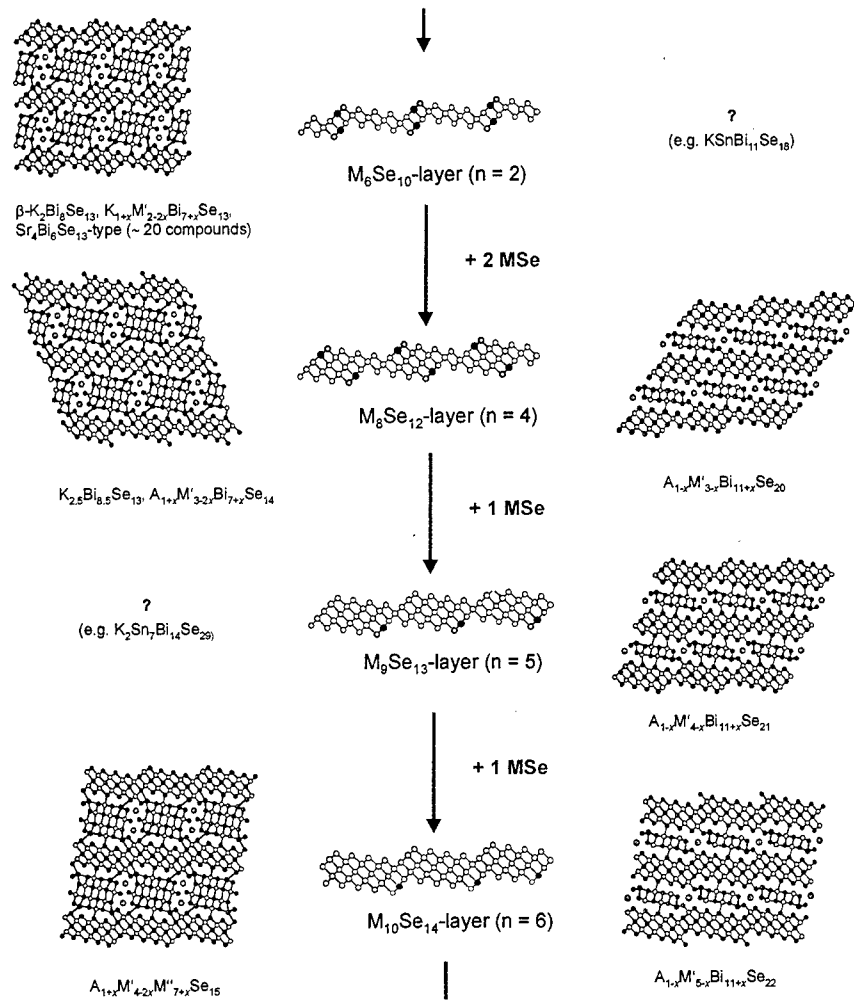 ?
(e.g. KSnBi₁₁Se₁₈)
M₆Se₁₀-layer (n = 2)
β-K₂Bi₈Se₁₃, K₁₊ₓM'₂₋₂ₓBi₇₊ₓSe₁₃,
Sr₄Bi₆Se₁₃-type (~ 20 compounds)
+ 2 MSe
M₈Se₁₂-layer (n = 4)
K₂.₅Bi₈.₅Se₁₃, A₁₊ₓM'₃₋₂ₓBi₇₊ₓSe₁₄
A₁₋ₓM'₃₋ₓBi₁₁₊ₓSe₂₀
+ 1 MSe
?
(e.g. K₂Sn₇Bi₁₄Se₂₉)
M₉Se₁₃-layer (n = 5)
A₁₋ₓM'₄₋ₓBi₁₁₊ₓSe₂₁
+ 1 MSe
M₁₀Se₁₄-layer (n = 6)
A₁₊ₓM'₄₋₂ₓM''₇₊ₓSe₁₅
A₁₋ₓM'₅₋ₓBi₁₁₊ₓSe₂₂